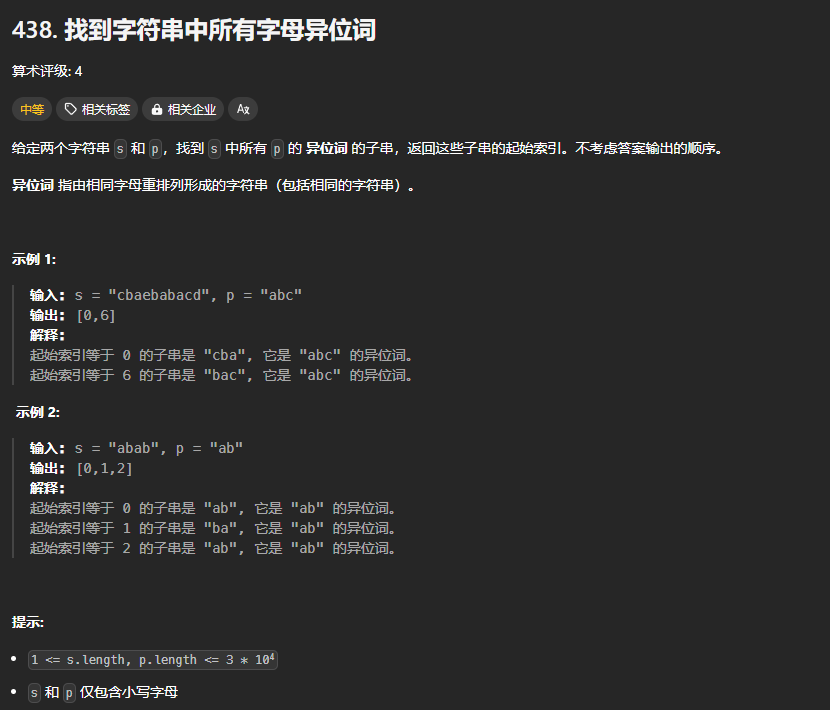 438. 找到字符串中所有字母异位词
算术评级: 4
中等 相关标签 相关企业 Aあ
给定两个字符串 s 和 p，找到 s 中所有 p 的 异位词 的子串，返回这些子串的起始索引。不考虑答案输出的顺序。
异位词 指由相同字母重排列形成的字符串（包括相同的字符串）。
示例 1:
输入: s = "cbaebabacd", p = "abc"
输出: [0,6]
解释:
起始索引等于 0 的子串是 "cba", 它是 "abc" 的异位词。
起始索引等于 6 的子串是 "bac", 它是 "abc" 的异位词。
示例 2:
输入: s = "abab", p = "ab"
输出: [0,1,2]
解释:
起始索引等于 0 的子串是 "ab", 它是 "ab" 的异位词。
起始索引等于 1 的子串是 "ba", 它是 "ab" 的异位词。
起始索引等于 2 的子串是 "ab", 它是 "ab" 的异位词。
提示:
1 <= s.length, p.length <= 3 * 10⁴
s 和 p 仅包含小写字母